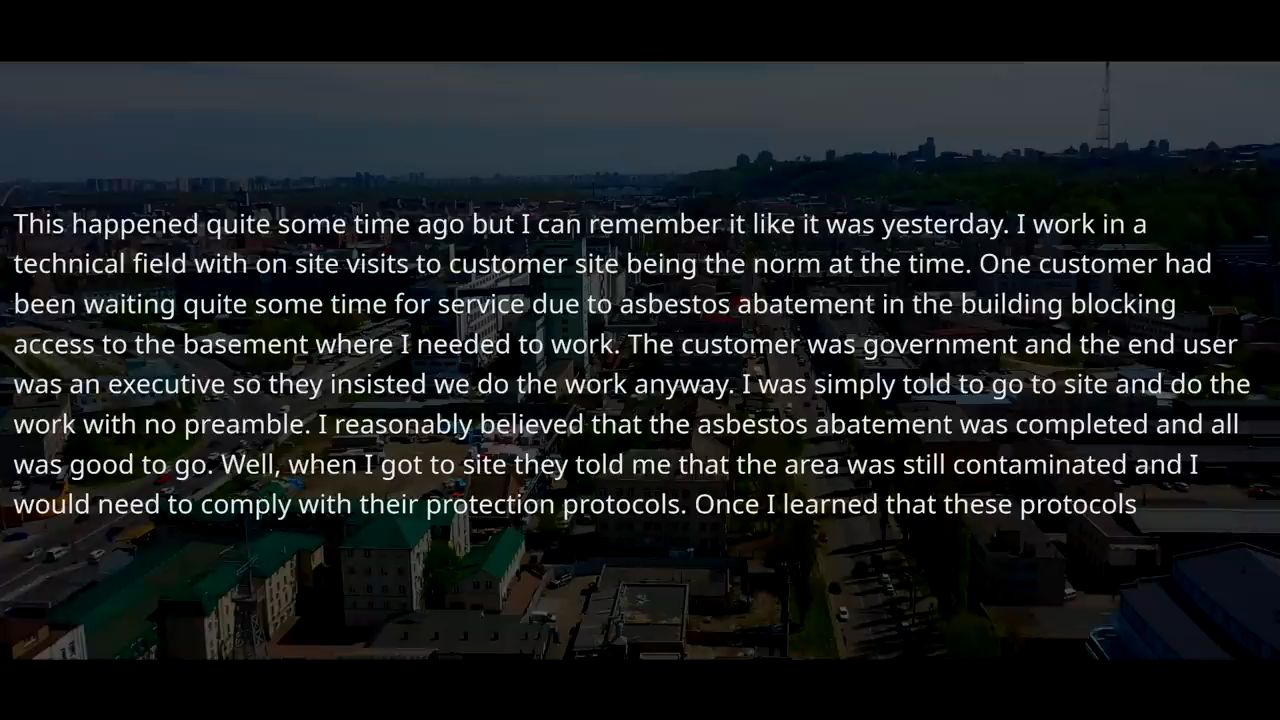 This happened quite some time ago but I can remember it like it was yesterday. I work in a
technical field with on site visits to customer site being the norm at the time. One customer had
been waiting quite some time for service due to asbestos abatement in the building blocking
access to the basement where I needed to work. The customer was government and the end user
was an executive so they insisted we do the work anyway. I was simply told to go to site and do the
work with no preamble. I reasonably believed that the asbestos abatement was completed and all
was good to go. Well, when I got to site they told me that the area was still contaminated and I
would need to comply with their protection protocols. Once I learned that these protocols